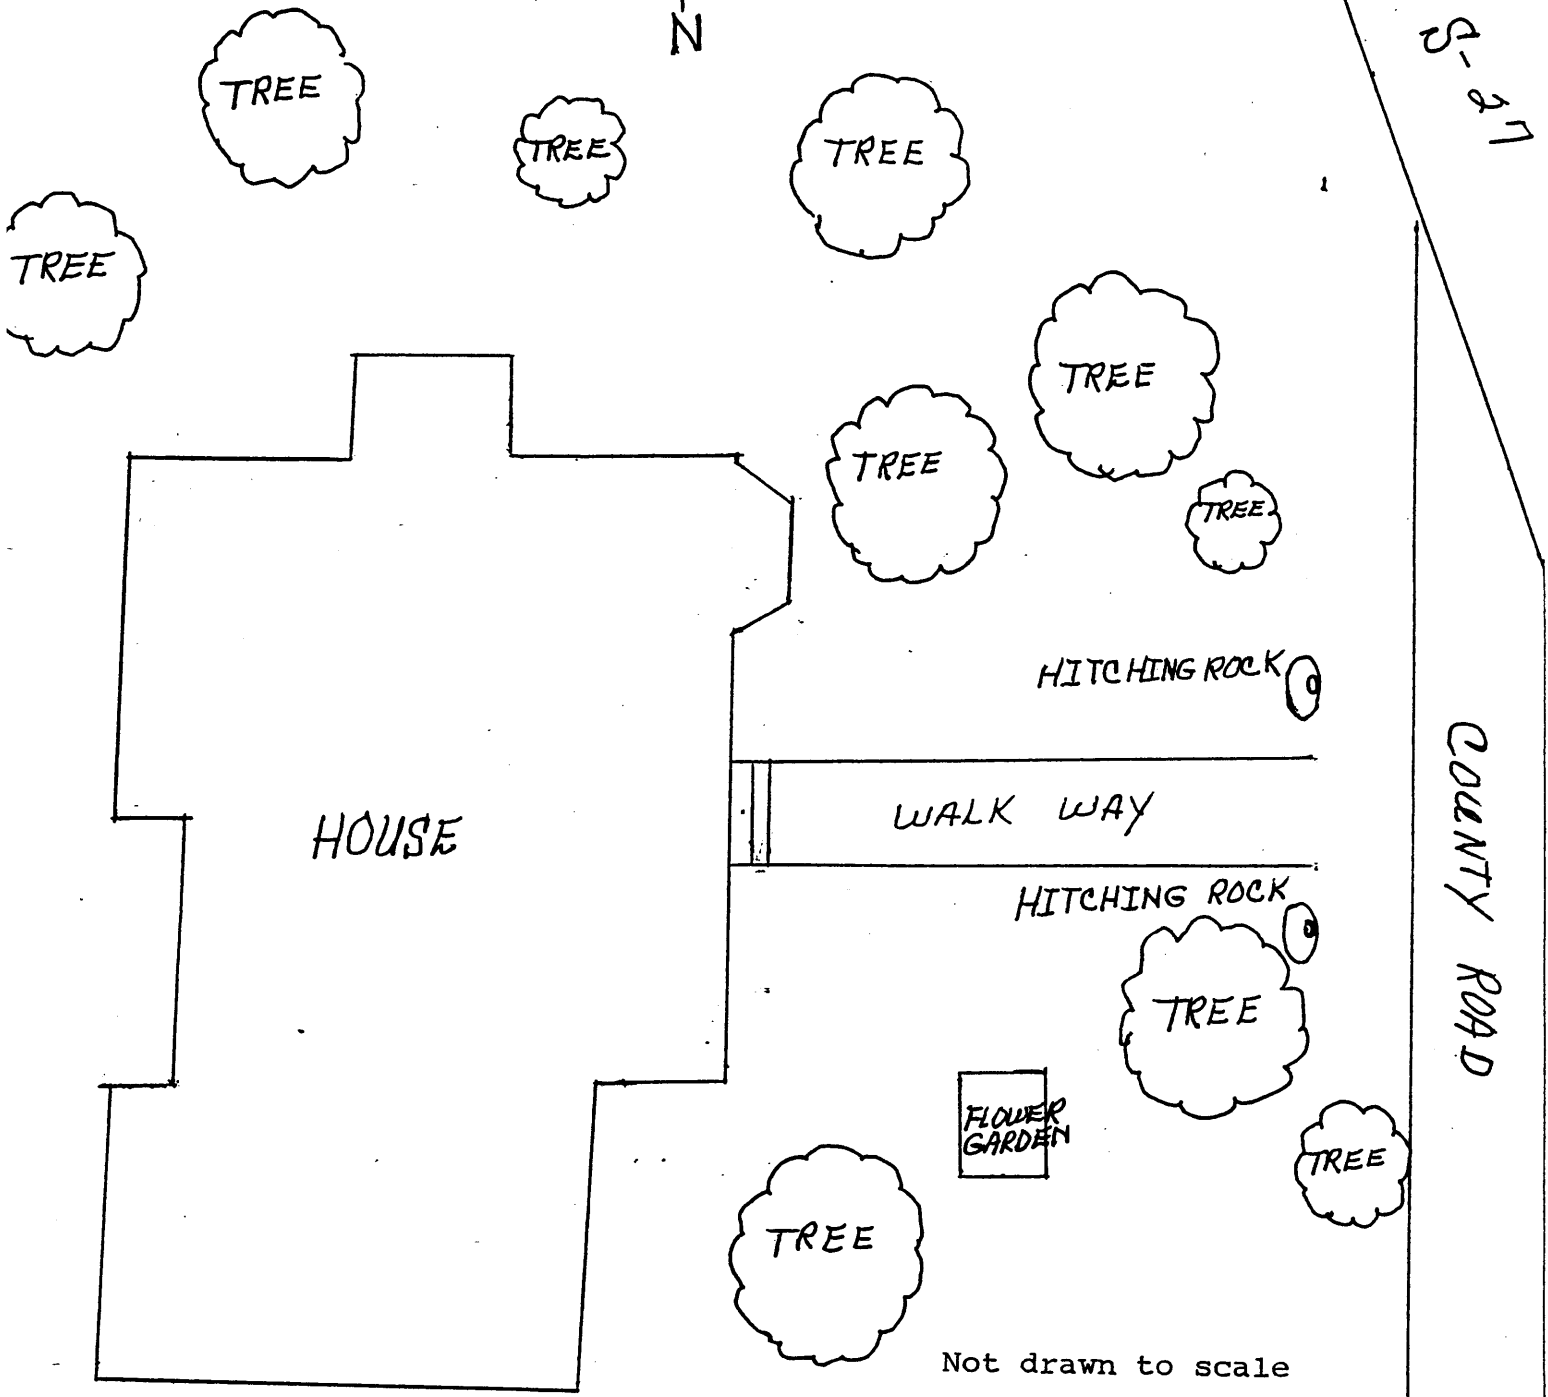 N
S-27
TREE
TREE
TREE
TREE
TREE
TREE
TREE
HITCHING ROCK
HOUSE
WALK WAY
COUNTY ROAD
HITCHING ROCK
TREE
FLOWER
GARDEN
TREE
TREE
Not drawn to scale